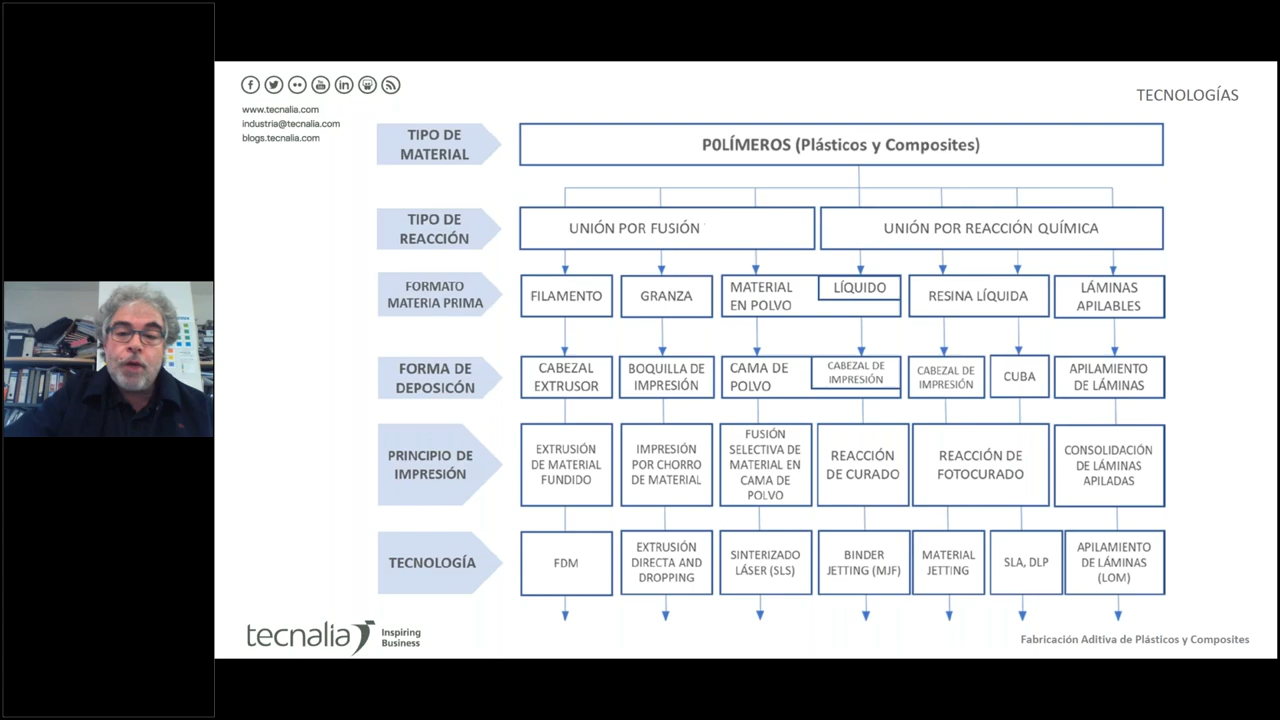 TECNOLOGÍAS
www.tecnalia.com
industria@tecnalia.com
blogs.tecnalia.com
TIPO DE
MATERIAL
P0LÍMEROS (Plásticos y Composites)
TIPO DE
REACCIÓN
UNIÓN POR FUSIÓN
UNIÓN POR REACCIÓN QUÍMICA
FORMATO
MATERIA PRIMA
FILAMENTO
GRANZA
MATERIAL
EN POLVO
LÍQUIDO
RESINA LÍQUIDA
LÁMINAS
APILABLES
FORMA DE
DEPOSICÓN
CABEZAL
EXTRUSOR
BOQUILLA DE
IMPRESIÓN
CAMA DE
POLVO
CABEZAL DE
IMPRESIÓN
CABEZAL DE
IMPRESIÓN
CUBA
APILAMIENTO
DE LÁMINAS
PRINCIPIO DE
IMPRESIÓN
EXTRUSIÓN
DE MATERIAL
FUNDIDO
IMPRESIÓN
POR CHORRO
DE MATERIAL
FUSIÓN
SELECTIVA DE
MATERIAL EN
CAMA DE
POLVO
REACCIÓN
DE CURADO
REACCIÓN DE
FOTOCURADO
CONSOLIDACIÓN
DE LÁMINAS
APILADAS
TECNOLOGÍA
FDM
EXTRUSIÓN
DIRECTA AND
DROPPING
SINTERIZADO
LÁSER (SLS)
BINDER
JETTING (MJF)
MATERIAL
JETTING
SLA, DLP
APILAMIENTO
DE LÁMINAS
(LOM)
tecnalia
Inspiring
Business
Fabricación Aditiva de Plásticos y Composites